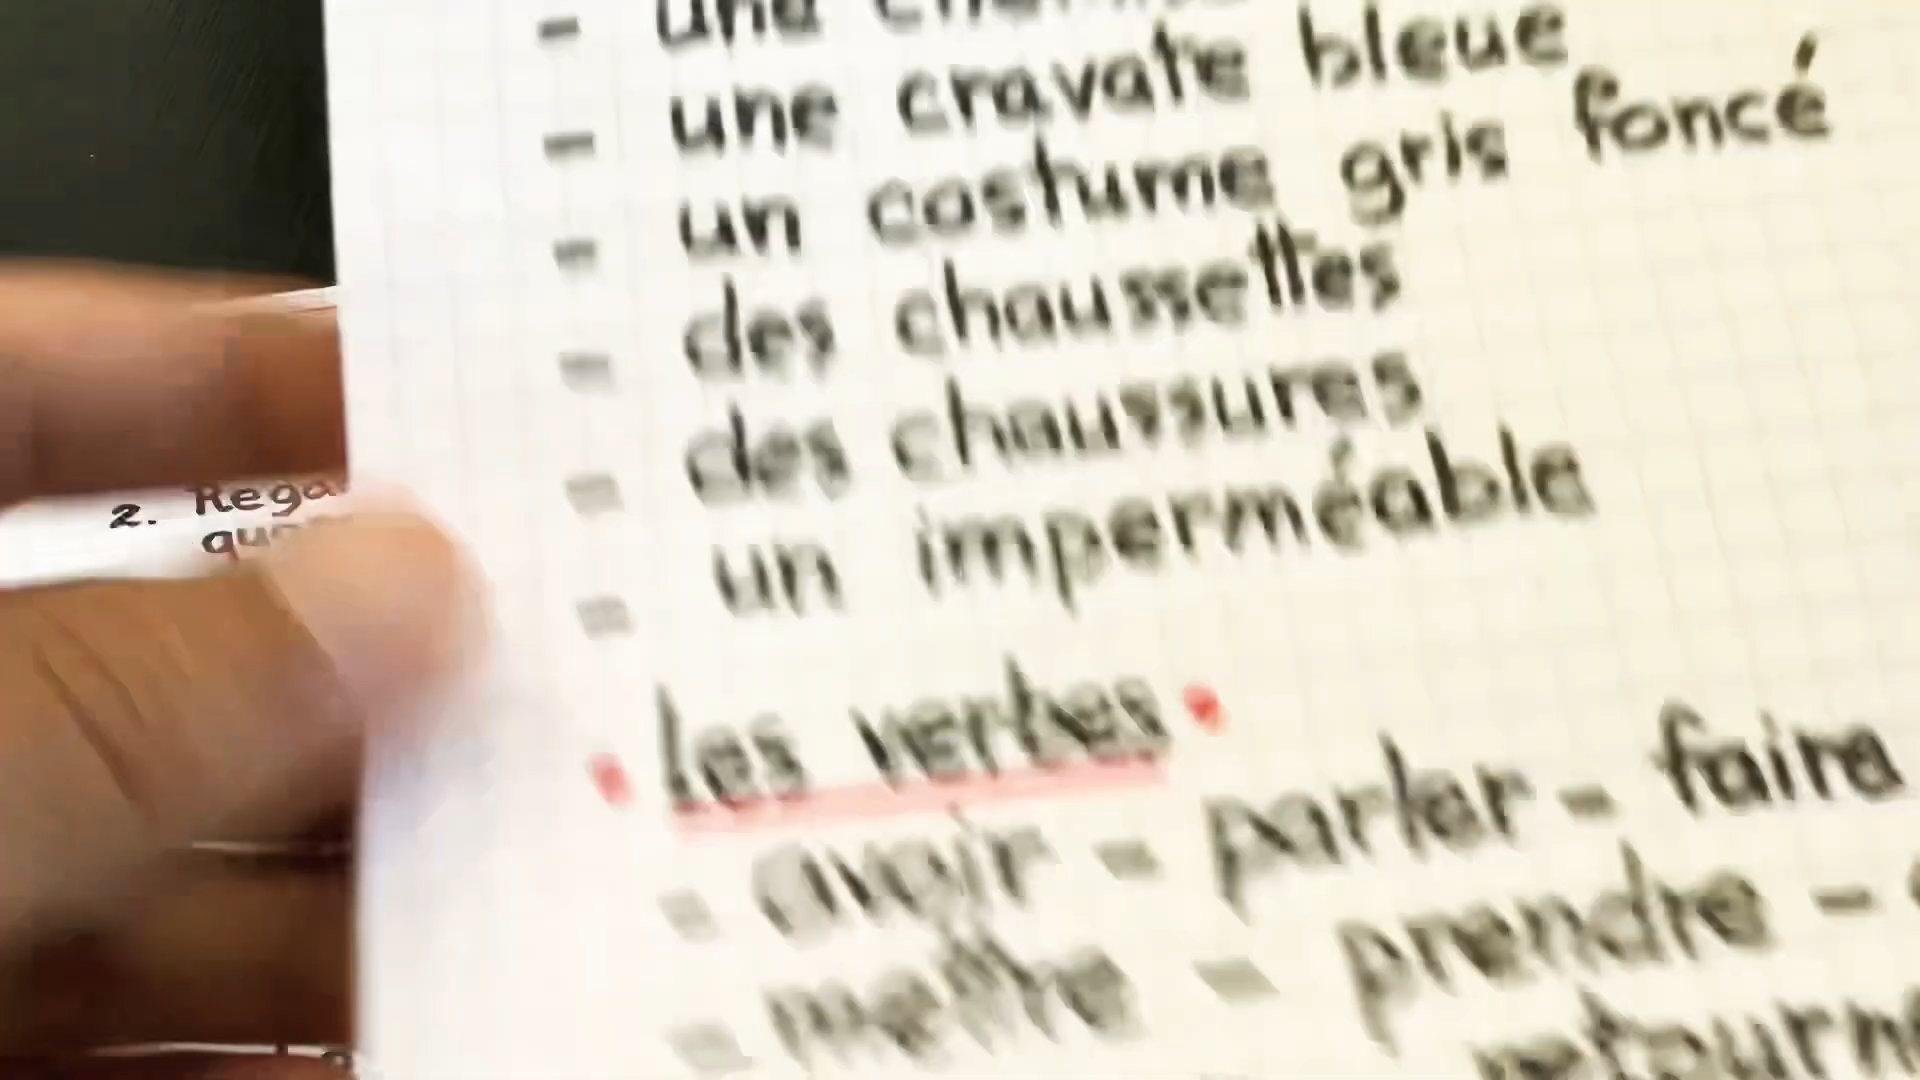 - une
- une cravate bleue
- un costume gris foncé
- des chaussettes
- des chaussures
- un imperméable
les verbes
- avoir - parler - faire
- mettre - prendre -
2. Rega